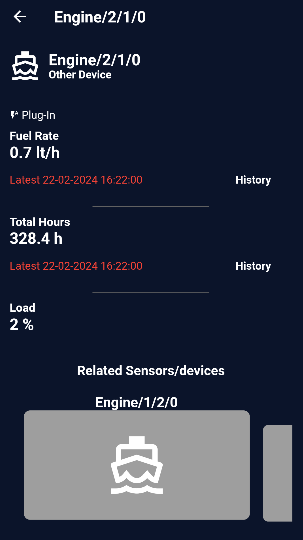 Engine/2/1/0
Engine/2/1/0
Other Device
Plug-In
Fuel Rate
0.7 lt/h
Latest 22-02-2024 16:22:00 History
Total Hours
328.4 h
Latest 22-02-2024 16:22:00 History
Load
2 %
Related Sensors/devices
Engine/1/2/0